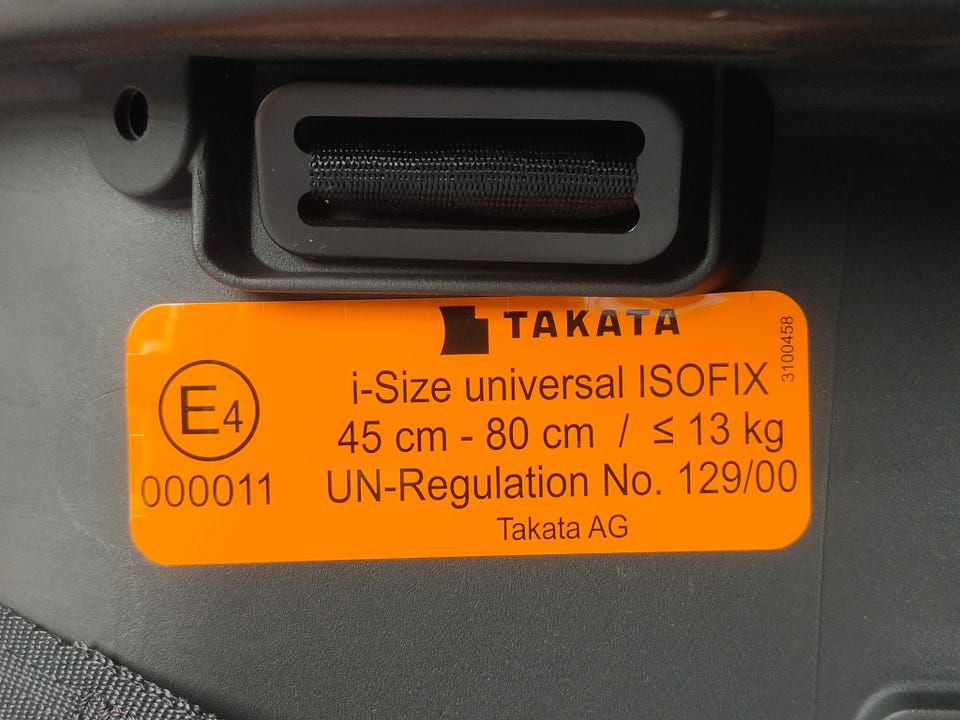 TAKATA
3100458
E4
000011
i-Size universal ISOFIX
45 cm - 80 cm / ≤ 13 kg
UN-Regulation No. 129/00
Takata AG